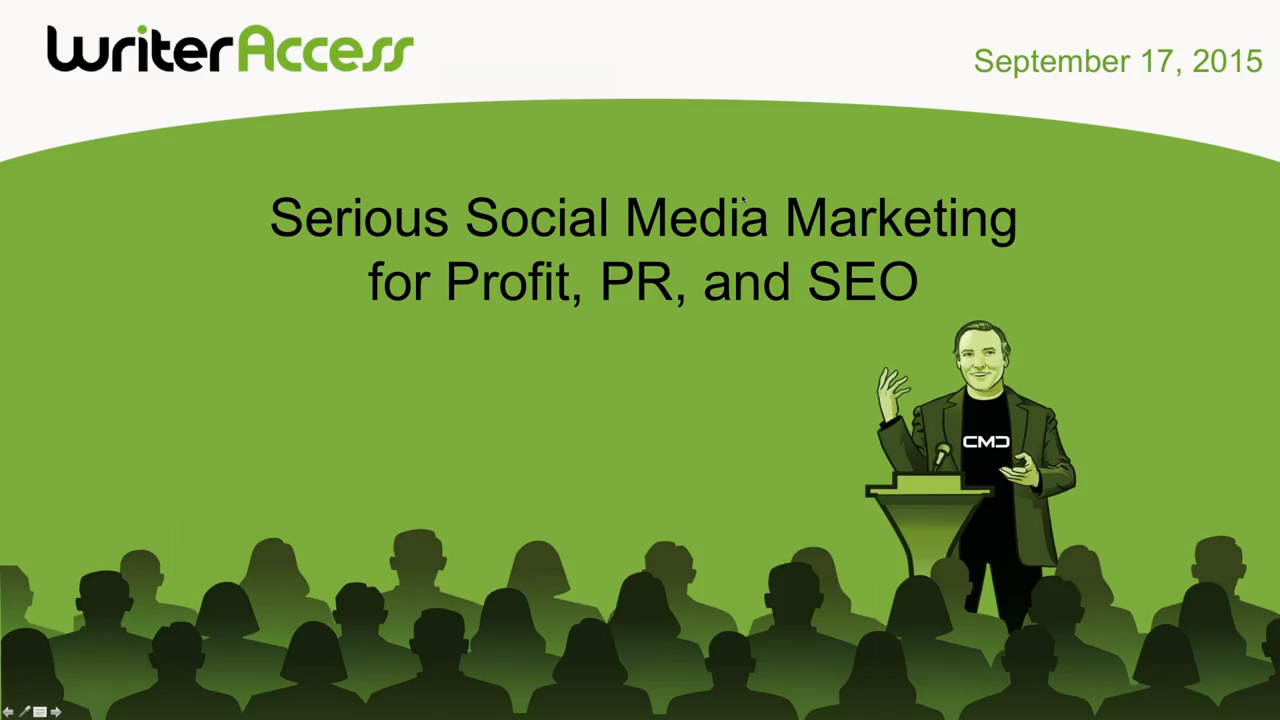 WriterAccess
September 17, 2015
Serious Social Media Marketing
for Profit, PR, and SEO
CMD